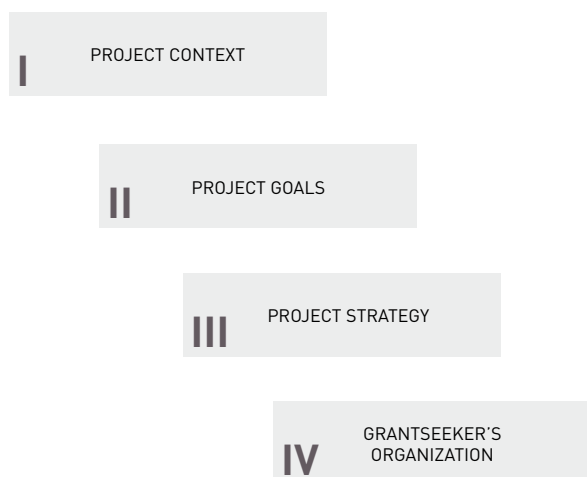 I
PROJECT CONTEXT
II
PROJECT GOALS
III
PROJECT STRATEGY
IV
GRANTSEEKER’S
ORGANIZATION